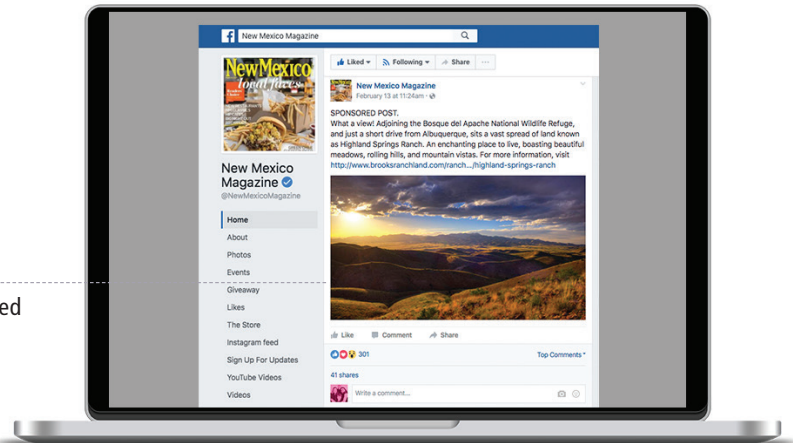 New Mexico Magazine
NewMexico
local faves
New Mexico
Magazine
@NewMexicoMagazine
Home
About
Photos
Events
Giveaway
Likes
The Store
Instagram feed
Sign Up For Updates
YouTube Videos
Videos
Liked
Following
Share
New Mexico Magazine
February 13 at 11:24am
SPONSORED POST.
What a view! Adjoining the Bosque del Apache National Wildlife Refuge,
and just a short drive from Albuquerque, sits a vast spread of land known
as Highland Springs Ranch. An enchanting place to live, boasting beautiful
meadows, rolling hills, and mountain vistas. For more information, visit
http://www.brooksranchland.com/ranch.../highland-springs-ranch
Like Comment Share
301 Top Comments
41 shares
Write a comment...
ed